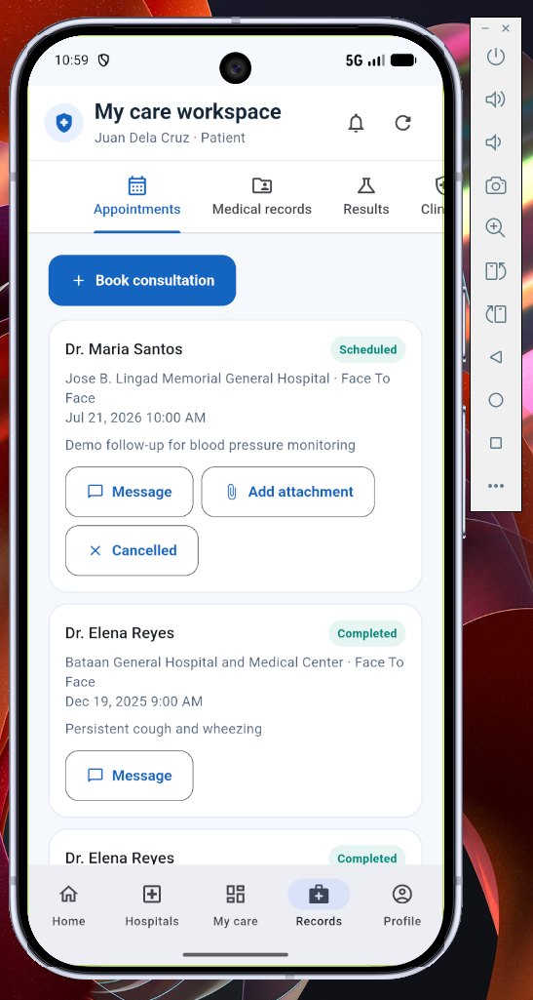 10:59
5G
My care workspace
Juan Dela Cruz · Patient
Appointments
Medical records
Results
Clin
+ Book consultation
Dr. Maria Santos
Scheduled
Jose B. Lingad Memorial General Hospital · Face To
Face
Jul 21, 2026 10:00 AM
Demo follow-up for blood pressure monitoring
Message
Add attachment
Cancelled
Dr. Elena Reyes
Completed
Bataan General Hospital and Medical Center · Face To
Face
Dec 19, 2025 9:00 AM
Persistent cough and wheezing
Message
Dr. Elena Reyes
Completed
Home
Hospitals
My care
Records
Profile